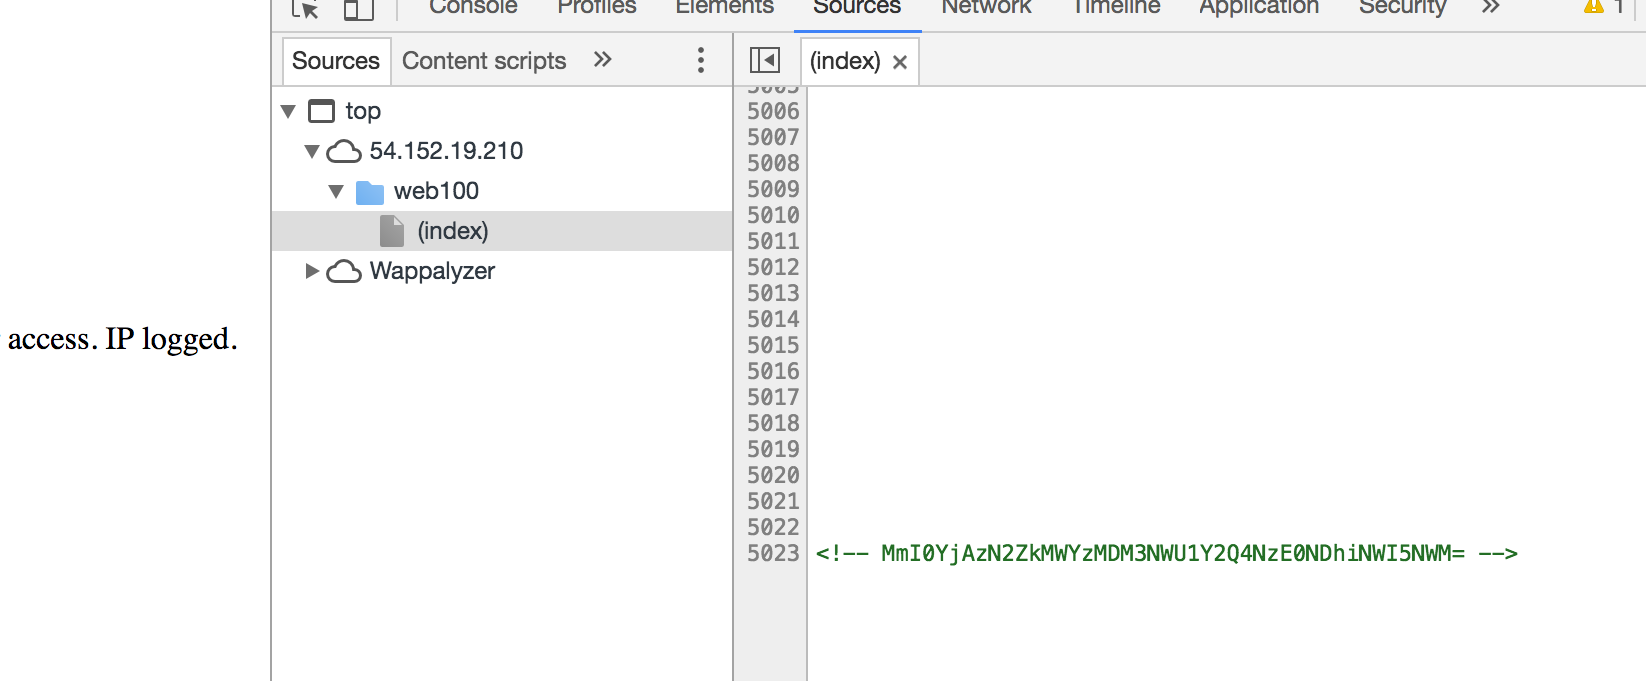 Console Profiles Elements Sources Network Timeline Application Security » 1
Sources Content scripts »
(index) ×
top
54.152.19.210
web100
(index)
Wappalyzer
access. IP logged.
5005
5006
5007
5008
5009
5010
5011
5012
5013
5014
5015
5016
5017
5018
5019
5020
5021
5022
5023 <!-- MmI0YjAzN2ZkMWYzMDM3NWU1Y2Q4NzE0NDhiNWI5NWM= -->